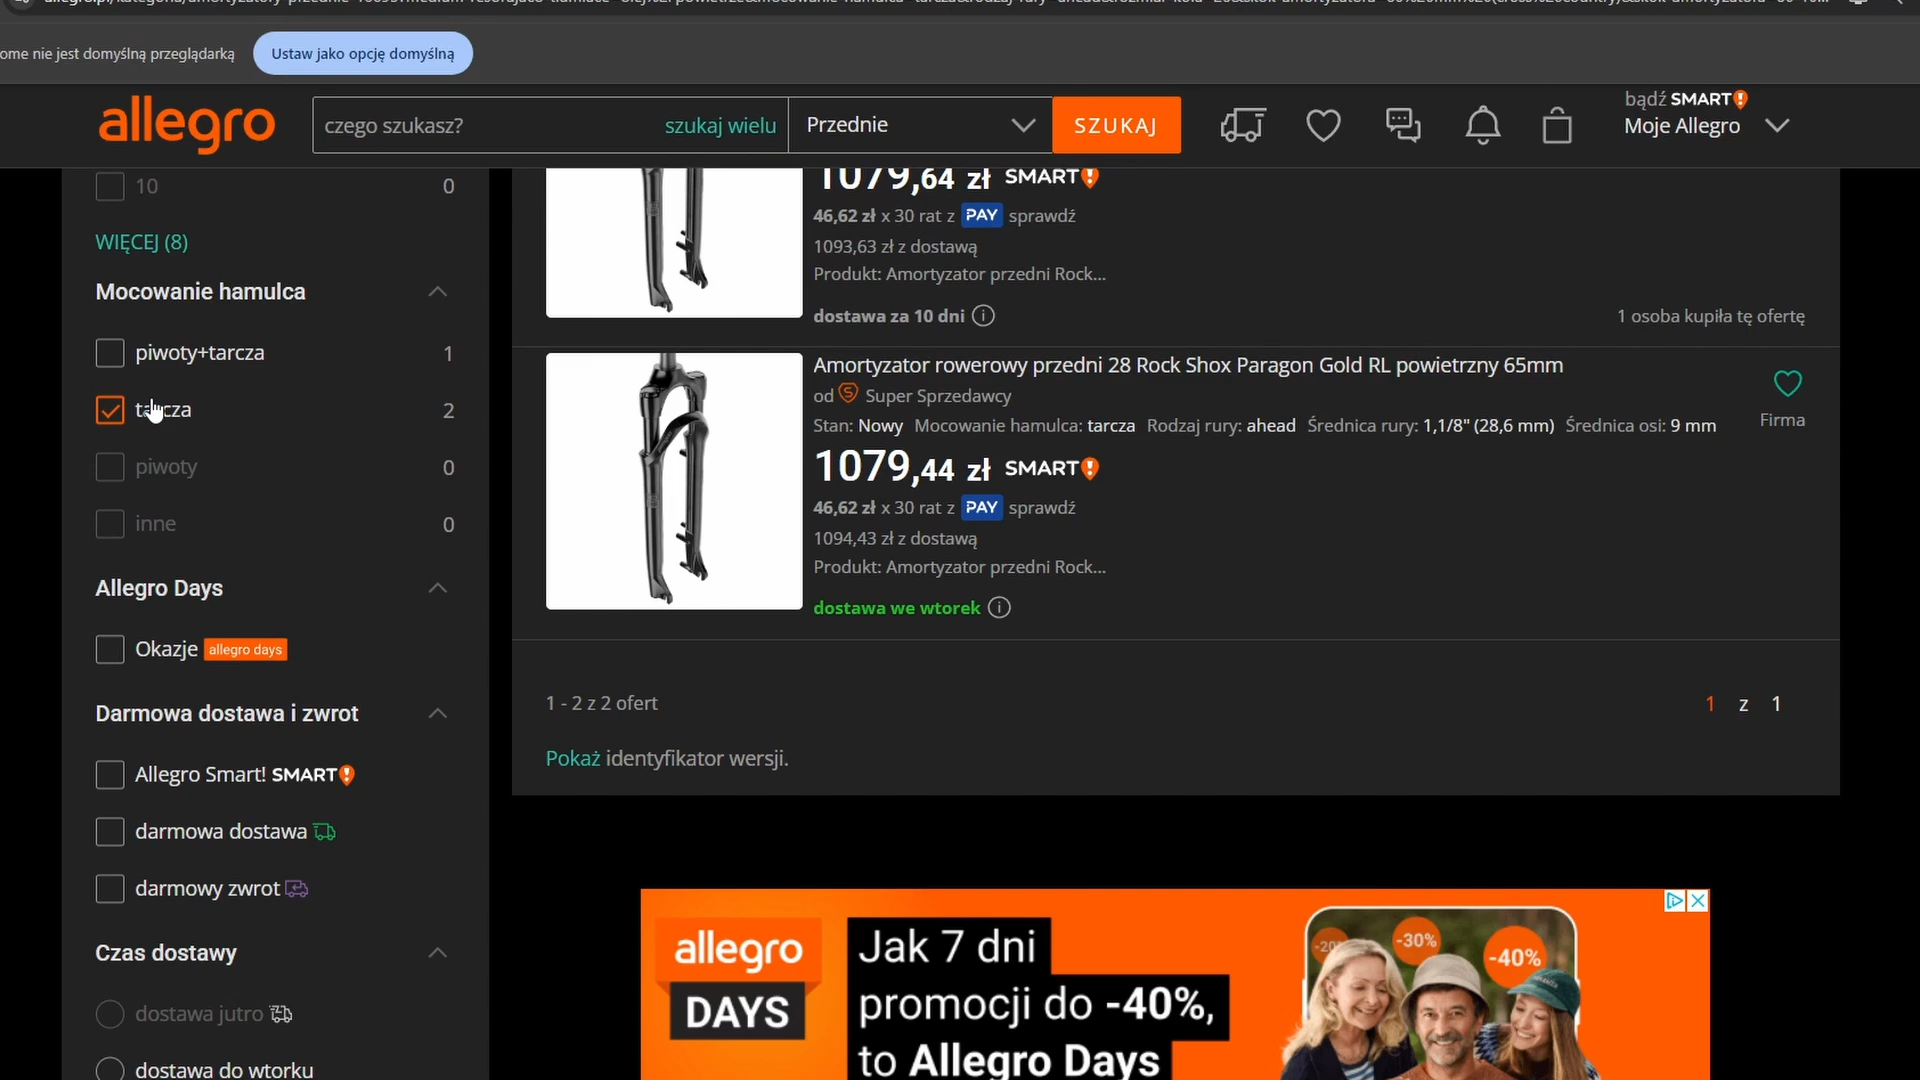 ome nie jest domyślną przeglądarką
Ustaw jako opcję domyślną
allegro
czego szukasz?
szukaj wielu
Przednie
SZUKAJ
bądź SMART!
Moje Allegro
10
0
WIĘCEJ (8)
Mocowanie hamulca
piwoty+tarcza
1
tarcza
2
piwoty
0
inne
0
Allegro Days
Okazje allegro days
Darmowa dostawa i zwrot
Allegro Smart! SMART!
darmowa dostawa
darmowy zwrot
Czas dostawy
dostawa jutro
dostawa do wtorku
1079,64 zł SMART!
46,62 zł x 30 rat z PAY sprawdź
1093,63 zł z dostawą
Produkt: Amortyzator przedni Rock...
dostawa za 10 dni
1 osoba kupiła tę ofertę
Amortyzator rowerowy przedni 28 Rock Shox Paragon Gold RL powietrzny 65mm
od Super Sprzedawcy
Firma
Stan: Nowy Mocowanie hamulca: tarcza Rodzaj rury: ahead Średnica rury: 1,1/8" (28,6 mm) Średnica osi: 9 mm
1079,44 zł SMART!
46,62 zł x 30 rat z PAY sprawdź
1094,43 zł z dostawą
Produkt: Amortyzator przedni Rock...
dostawa we wtorek
1 - 2 z 2 ofert
1 z 1
Pokaż identyfikator wersji.
allegro
DAYS
Jak 7 dni
promocji do -40%,
to Allegro Days
-20
-30%
-40%